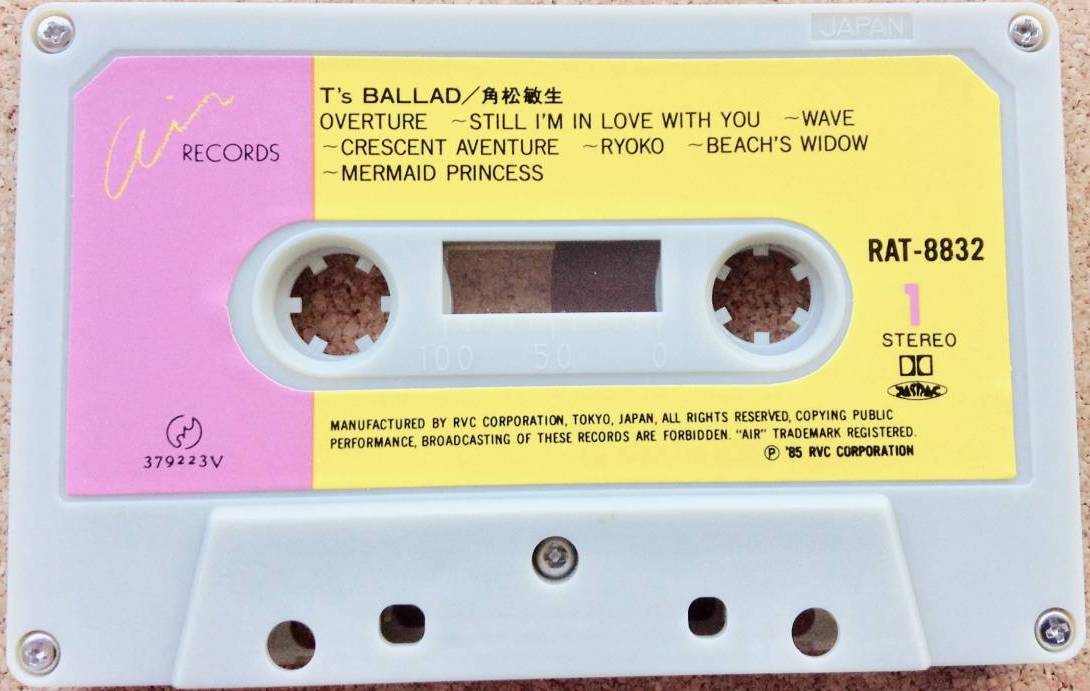 JAPAN
Air
RECORDS
T's BALLAD/角松敏生
OVERTURE ~STILL I'M IN LOVE WITH YOU ~WAVE
~CRESCENT AVENTURE ~RYOKO ~BEACH'S WIDOW
~MERMAID PRINCESS
RAT-8832
1
STEREO
JASRAC
100 50 0
379223V
MANUFACTURED BY RVC CORPORATION, TOKYO, JAPAN, ALL RIGHTS RESERVED, COPYING PUBLIC
PERFORMANCE, BROADCASTING OF THESE RECORDS ARE FORBIDDEN. "AIR" TRADEMARK REGISTERED.
Ⓟ '85 RVC CORPORATION